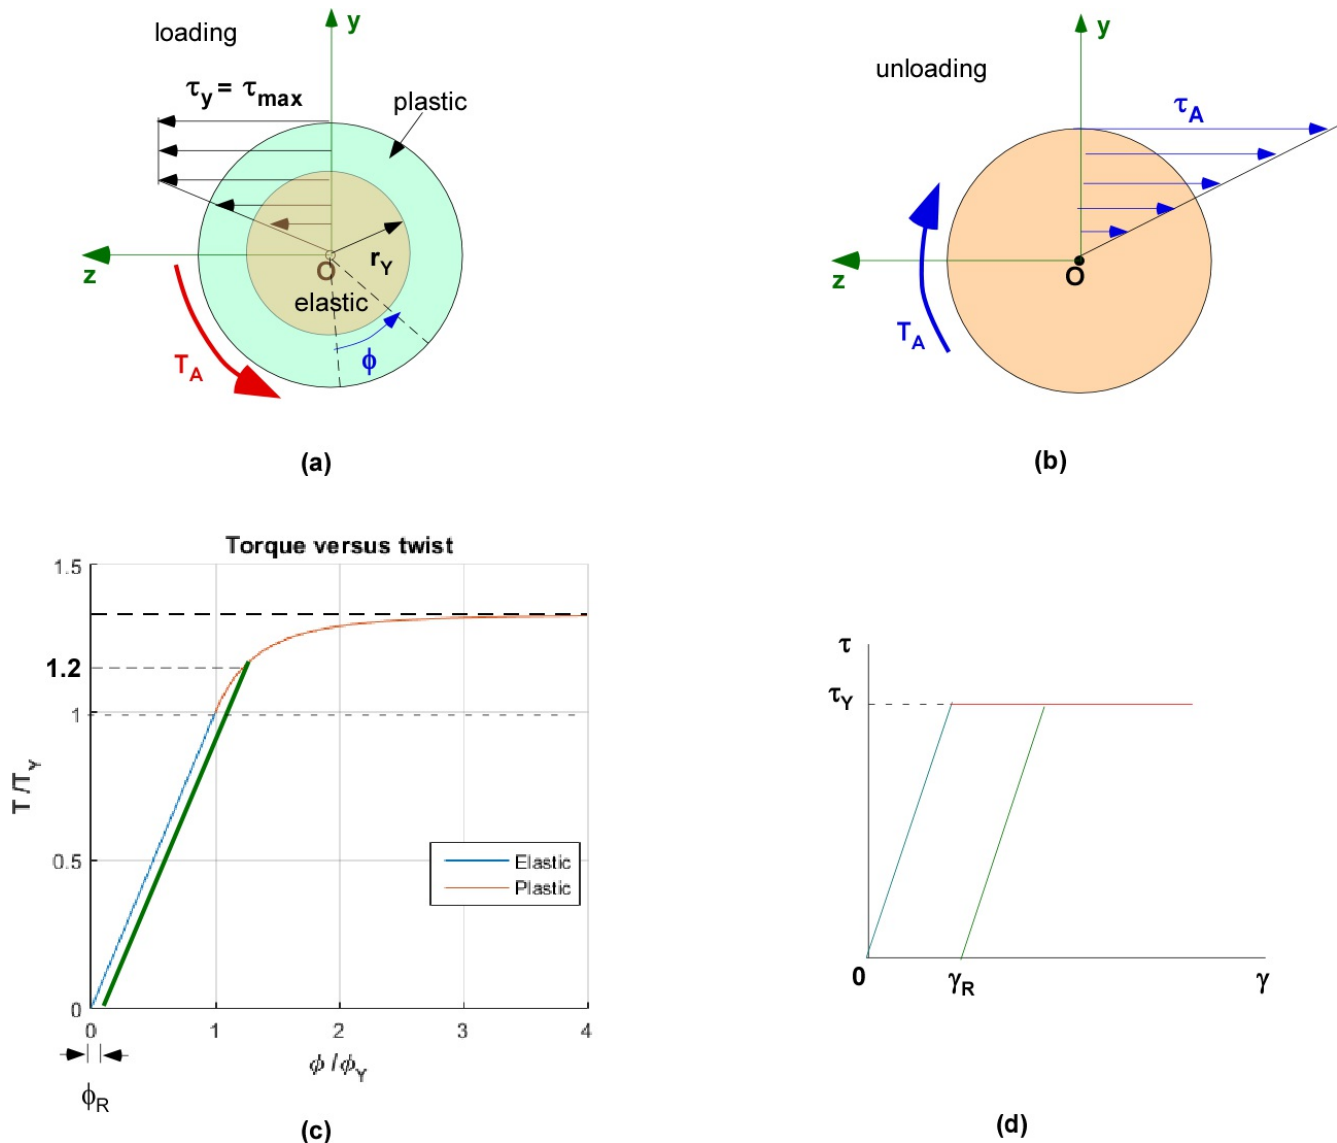 loading
y
τy = τmax
plastic
z
O
rY
elastic
TA
ϕ
(a)
unloading
y
τA
z
O
TA
(b)
Torque versus twist
1.5
1.2
1
0.5
0
T/TY
Elastic
Plastic
0 1 2 3 4
ϕ/ϕY
ϕR
(c)
τ
τY
0 γR γ
(d)